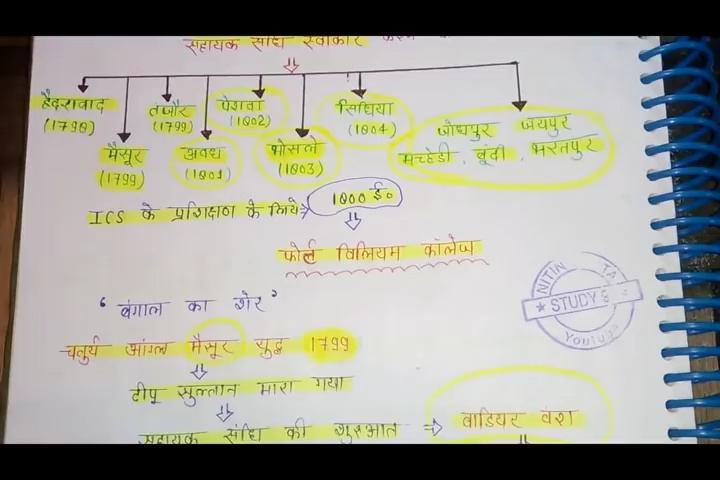 सहायक संधि स्वीकार करने
हैदराबाद तंजौर पेशवा सिंधिया जोधपुर जयपुर
(1798) (1799) (1802) (1804) मच्हेडी, बूंदी, भरतपुर
मैसूर अवध भोसले
(1799) (1801) (1803)
ICS के प्रशिक्षण के लिये 1800 ई०
फोर्ट विलियम कॉलेज
'बंगाल का शेर'
चतुर्थ आंग्ल मैसूर युद्ध 1799
टीपू सुल्तान मारा गया
सहायक संधि की शुरुआत ⇒ वाडियर वंश
NITIN
STUDY
Youtube